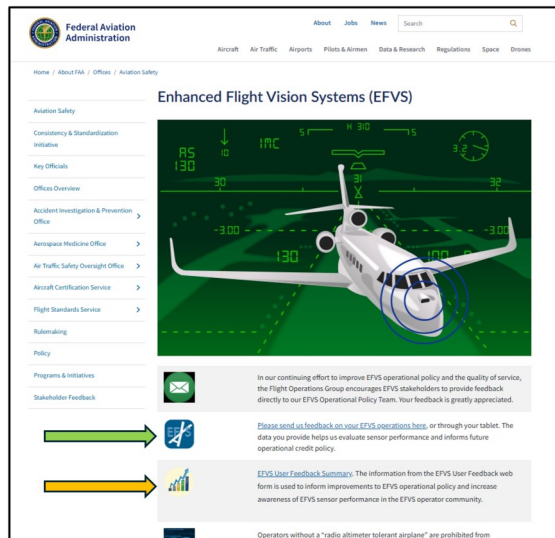 Federal Aviation
Administration
About Jobs News Search
Aircraft Air Traffic Airports Pilots & Airmen Data & Research Regulations Space Drones
Home / About FAA / Offices / Aviation Safety
Enhanced Flight Vision Systems (EFVS)
Aviation Safety
Consistency & Standardization
Initiative
Key Officials
Offices Overview
Accident Investigation & Prevention
Office
Aerospace Medicine Office
Air Traffic Safety Oversight Office
Aircraft Certification Service
Flight Standards Service
Rulemaking
Policy
Programs & Initiatives
Stakeholder Feedback
5 H 310 5
RS 10 IMC 3.2
130
30 31 32
-3.00 -3.00
130 100
In our continuing effort to improve EFVS operational policy and the quality of service,
the Flight Operations Group encourages EFVS stakeholders to provide feedback
directly to our EFVS Operational Policy Team. Your feedback is greatly appreciated.
EFVS
Please send us feedback on your EFVS operations here, or through your tablet. The
data you provide helps us evaluate sensor performance and informs future
operational credit policy.
EFVS User Feedback Summary. The information from the EFVS User Feedback web
form is used to inform improvements to EFVS operational policy and increase
awareness of EFVS sensor performance in the EFVS operator community.
Operators without a "radio altimeter tolerant airplane" are prohibited from